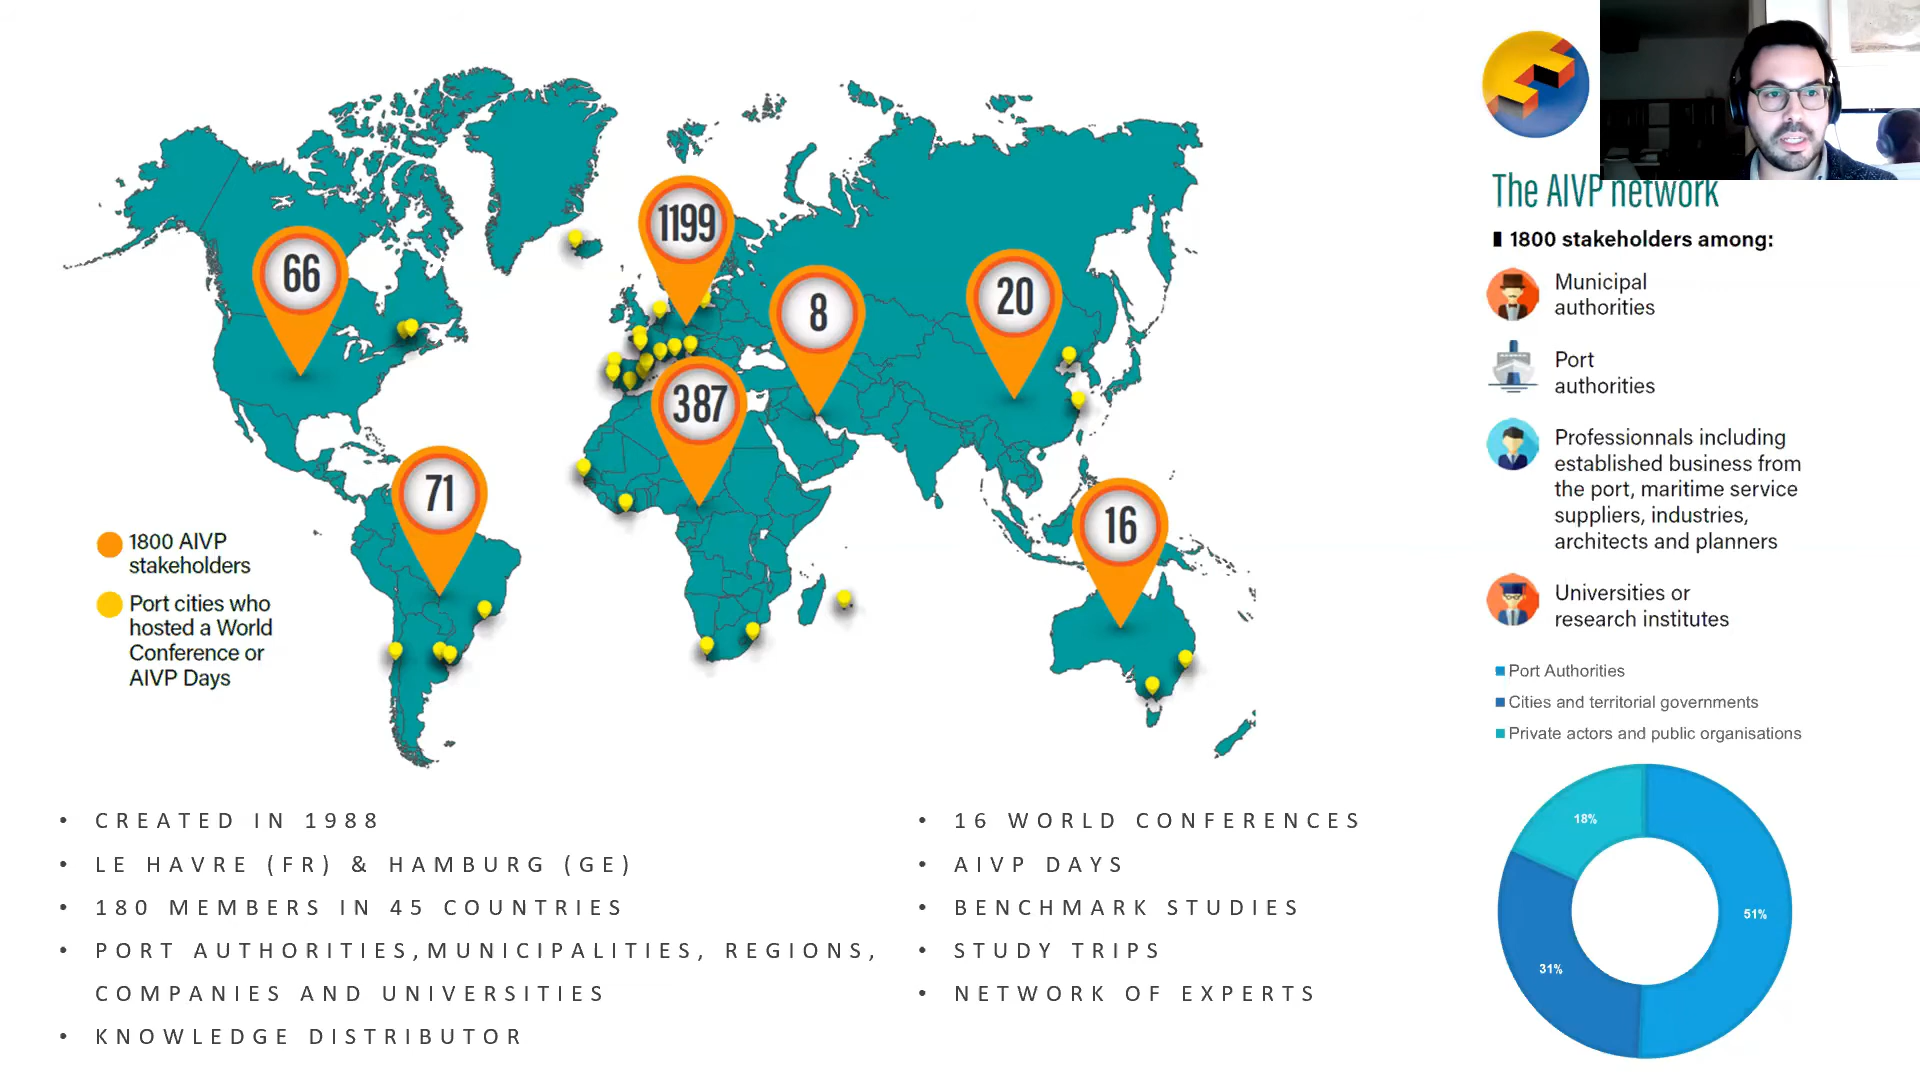 66
1199
8
20
387
71
16
1800 AIVP
stakeholders
Port cities who
hosted a World
Conference or
AIVP Days
The AIVP network
1800 stakeholders among:
Municipal
authorities
Port
authorities
Professionnals including
established business from
the port, maritime service
suppliers, industries,
architects and planners
Universities or
research institutes
Port Authorities
Cities and territorial governments
Private actors and public organisations
18%
51%
31%
• CREATED IN 1988
• LE HAVRE (FR) & HAMBURG (GE)
• 180 MEMBERS IN 45 COUNTRIES
• PORT AUTHORITIES,MUNICIPALITIES, REGIONS,
COMPANIES AND UNIVERSITIES
• KNOWLEDGE DISTRIBUTOR
• 16 WORLD CONFERENCES
• AIVP DAYS
• BENCHMARK STUDIES
• STUDY TRIPS
• NETWORK OF EXPERTS